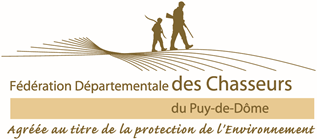 Fédération Départementale des Chasseurs
du Puy-de-Dôme
Agréée au titre de la protection de l'Environnement